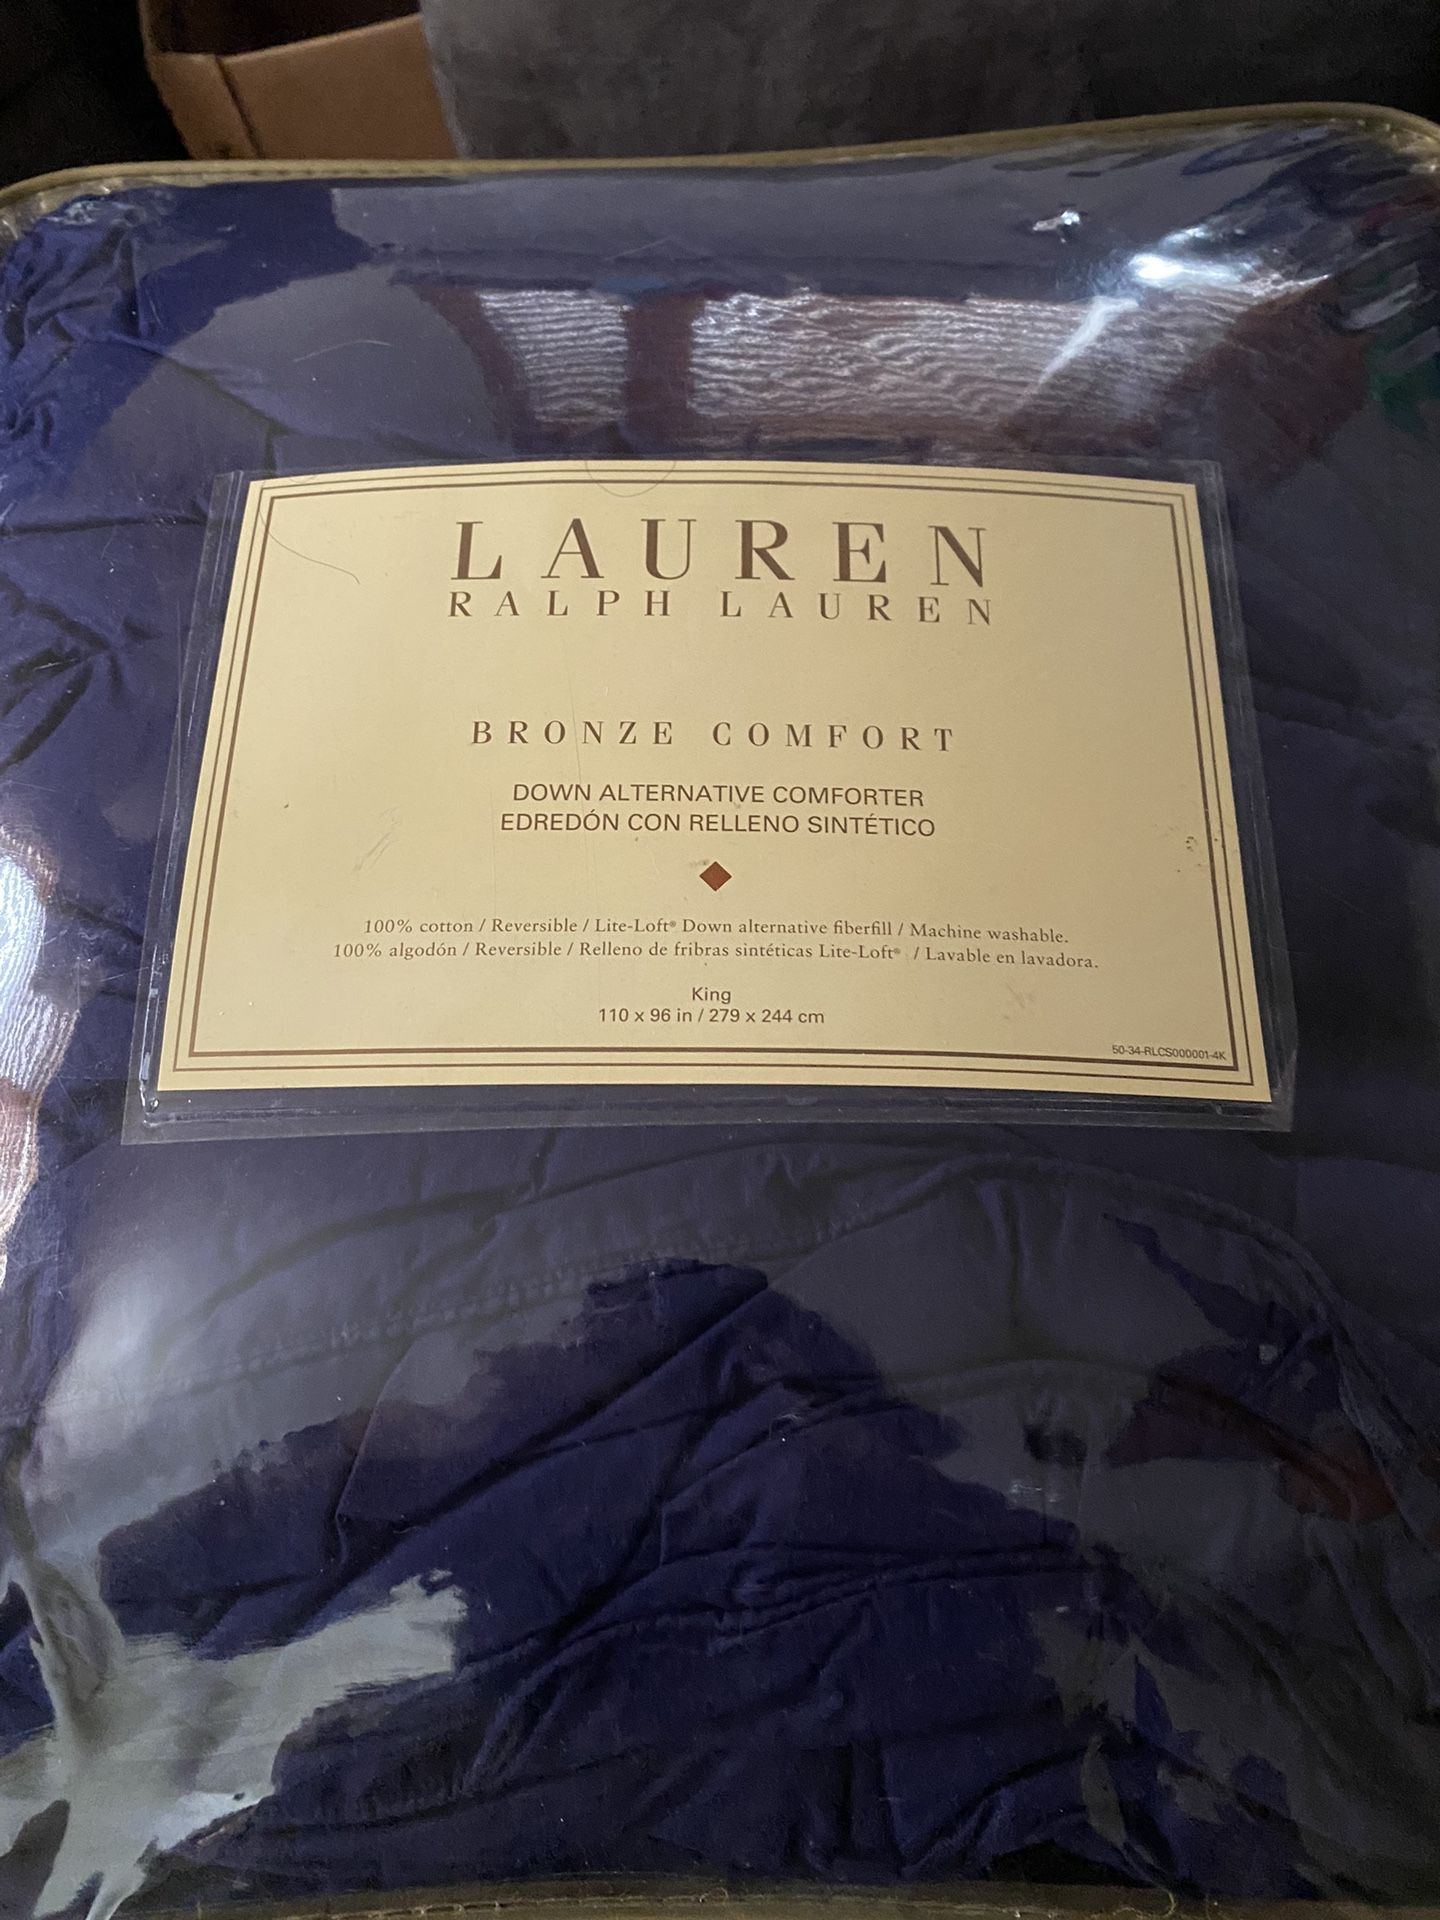 LAUREN
RALPH LAUREN
BRONZE COMFORT
DOWN ALTERNATIVE COMFORTER
EDREDÓN CON RELLENO SINTÉTICO
100% cotton / Reversible / Lite-Loft® Down alternative fiberfill / Machine washable.
100% algodón / Reversible / Relleno de fribras sintéticas Lite-Loft® / Lavable en lavadora.
King
110 x 96 in / 279 x 244 cm
50-34-RLCS000001-4K